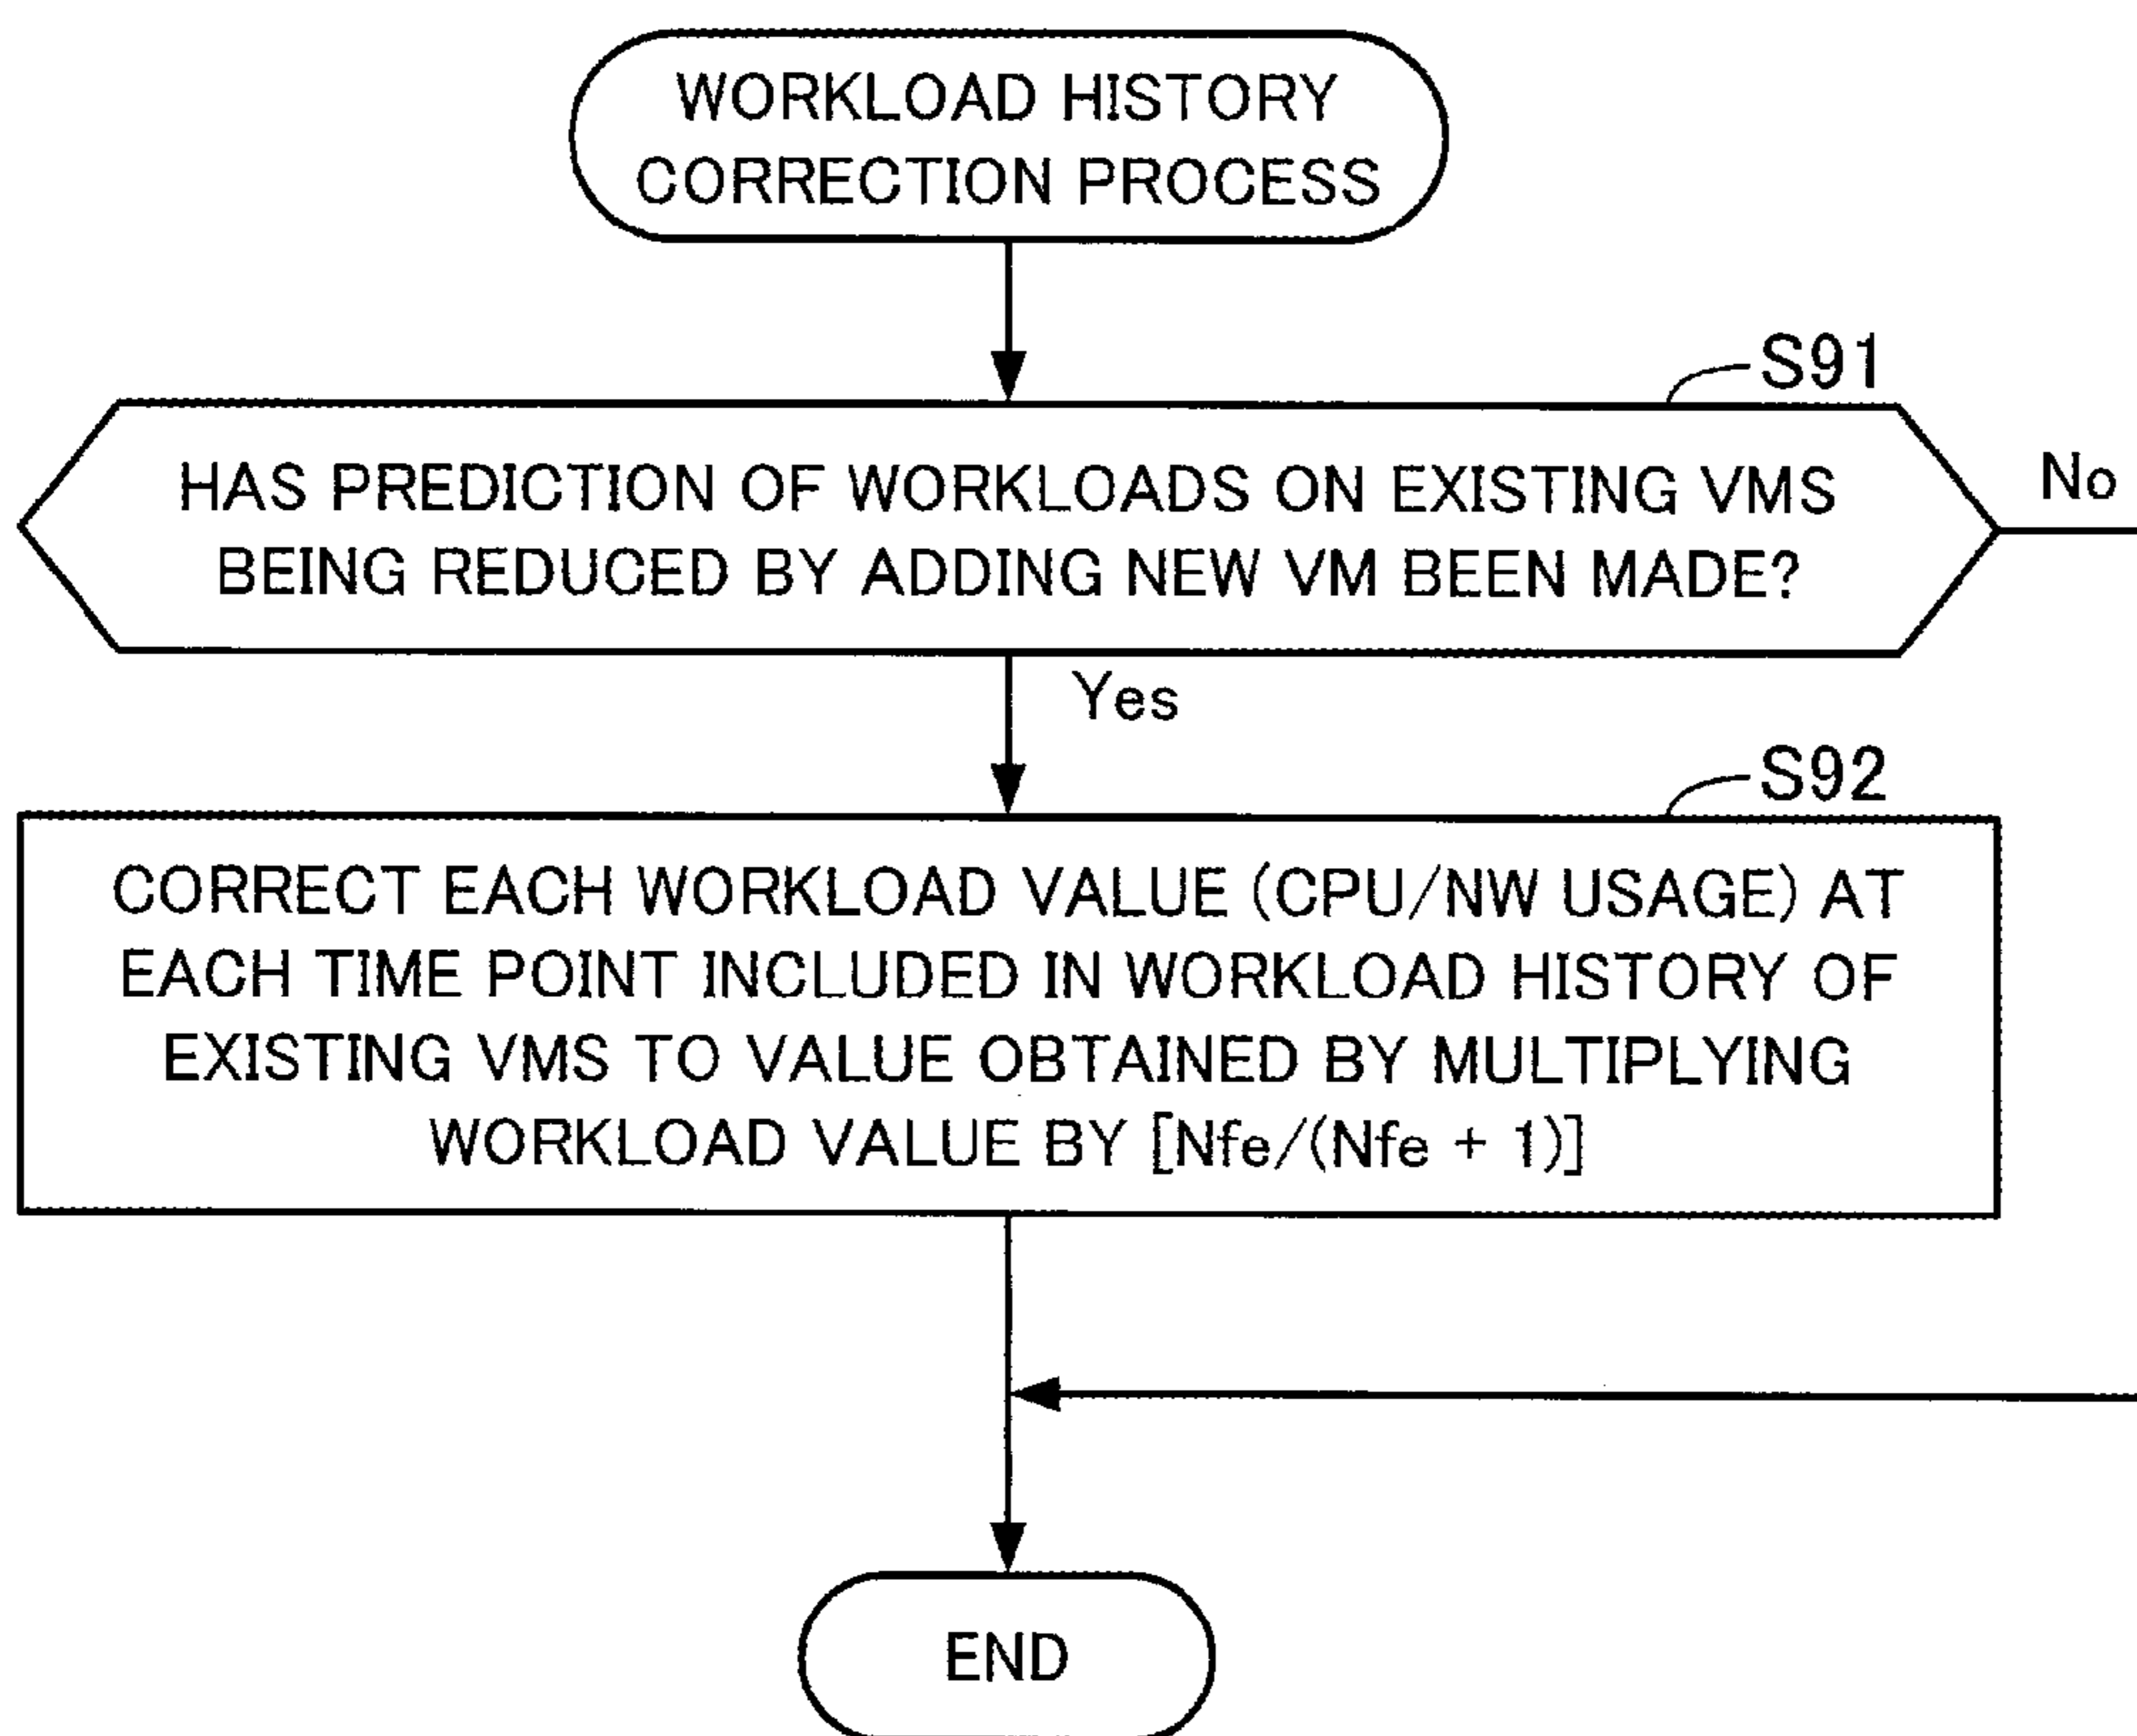 WORKLOAD HISTORY
CORRECTION PROCESS
S91
HAS PREDICTION OF WORKLOADS ON EXISTING VMS
BEING REDUCED BY ADDING NEW VM BEEN MADE?
No
Yes
S92
CORRECT EACH WORKLOAD VALUE (CPU/NW USAGE) AT
EACH TIME POINT INCLUDED IN WORKLOAD HISTORY OF
EXISTING VMS TO VALUE OBTAINED BY MULTIPLYING
WORKLOAD VALUE BY [Nfe/(Nfe + 1)]
END